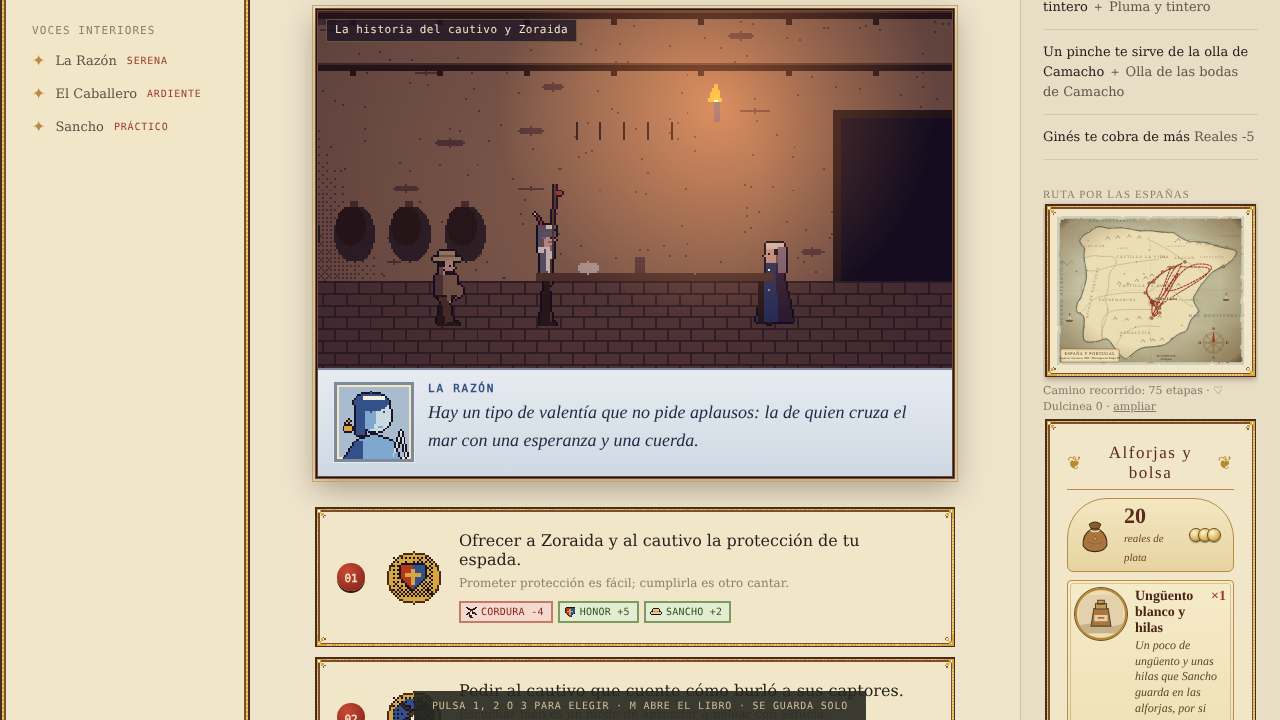 VOCES INTERIORES
✦ La Razón SERENA
✦ El Caballero ARDIENTE
✦ Sancho PRÁCTICO
La historia del cautivo y Zoraida
LA RAZÓN
Hay un tipo de valentía que no pide aplausos: la de quien cruza el
mar con una esperanza y una cuerda.
01
Ofrecer a Zoraida y al cautivo la protección de tu
espada.
Prometer protección es fácil; cumplirla es otro cantar.
CORDURA -4
HONOR +5
SANCHO +2
02
Pedir al cautivo que cuente cómo burló a sus captores.
PULSA 1, 2 O 3 PARA ELEGIR · M ABRE EL LIBRO · SE GUARDA SOLO
tintero + Pluma y tintero
Un pinche te sirve de la olla de
Camacho + Olla de las bodas
de Camacho
Ginés te cobra de más Reales -5
RUTA POR LAS ESPAÑAS
ESPAÑA Y PORTUGAL
Camino recorrido: 75 etapas · ♡
Dulcinea 0 · ampliar
Alforjas y
bolsa
20
reales de
plata
Ungüento ×1
blanco y
hilas
Un poco de
ungüento y unas
hilas que Sancho
guarda en las
alforjas, por si